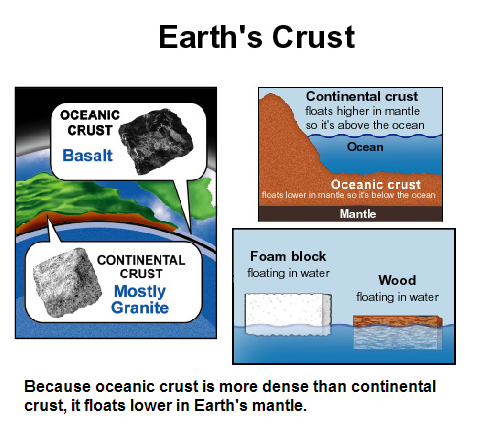 Earth's Crust
OCEANIC
CRUST
Basalt
CONTINENTAL
CRUST
Mostly
Granite
Continental crust
floats higher in mantle
so it's above the ocean
Ocean
Oceanic crust
floats lower in mantle so it's below the ocean
Mantle
Foam block
floating in water
Wood
floating in water
Because oceanic crust is more dense than continental
crust, it floats lower in Earth's mantle.